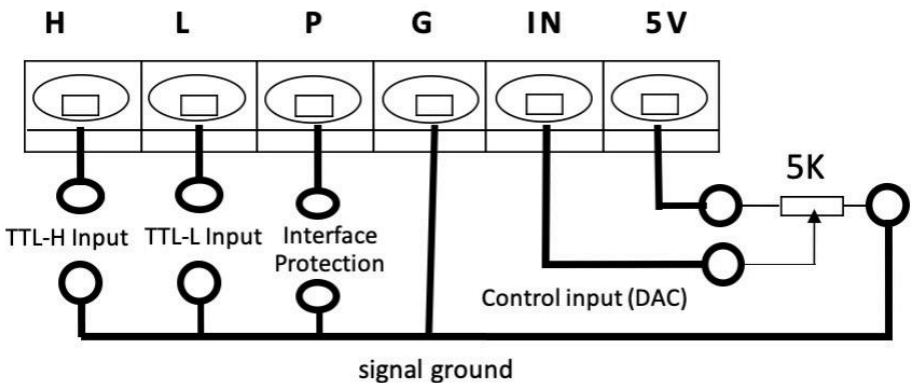 H L P G IN 5V
5K
TTL-H Input TTL-L Input Interface
Protection
Control input (DAC)
signal ground